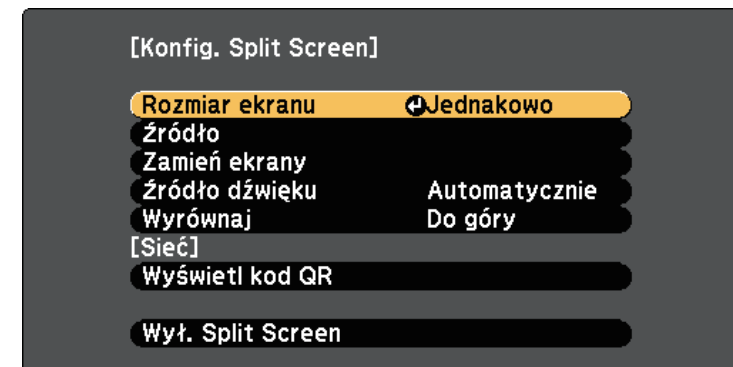 [Konfig. Split Screen]
Rozmiar ekranu Jednakowo
Źródło
Zamień ekrany
Źródło dźwięku Automatycznie
Wyrównaj Do góry
[Sieć]
Wyświetl kod QR
Wył. Split Screen